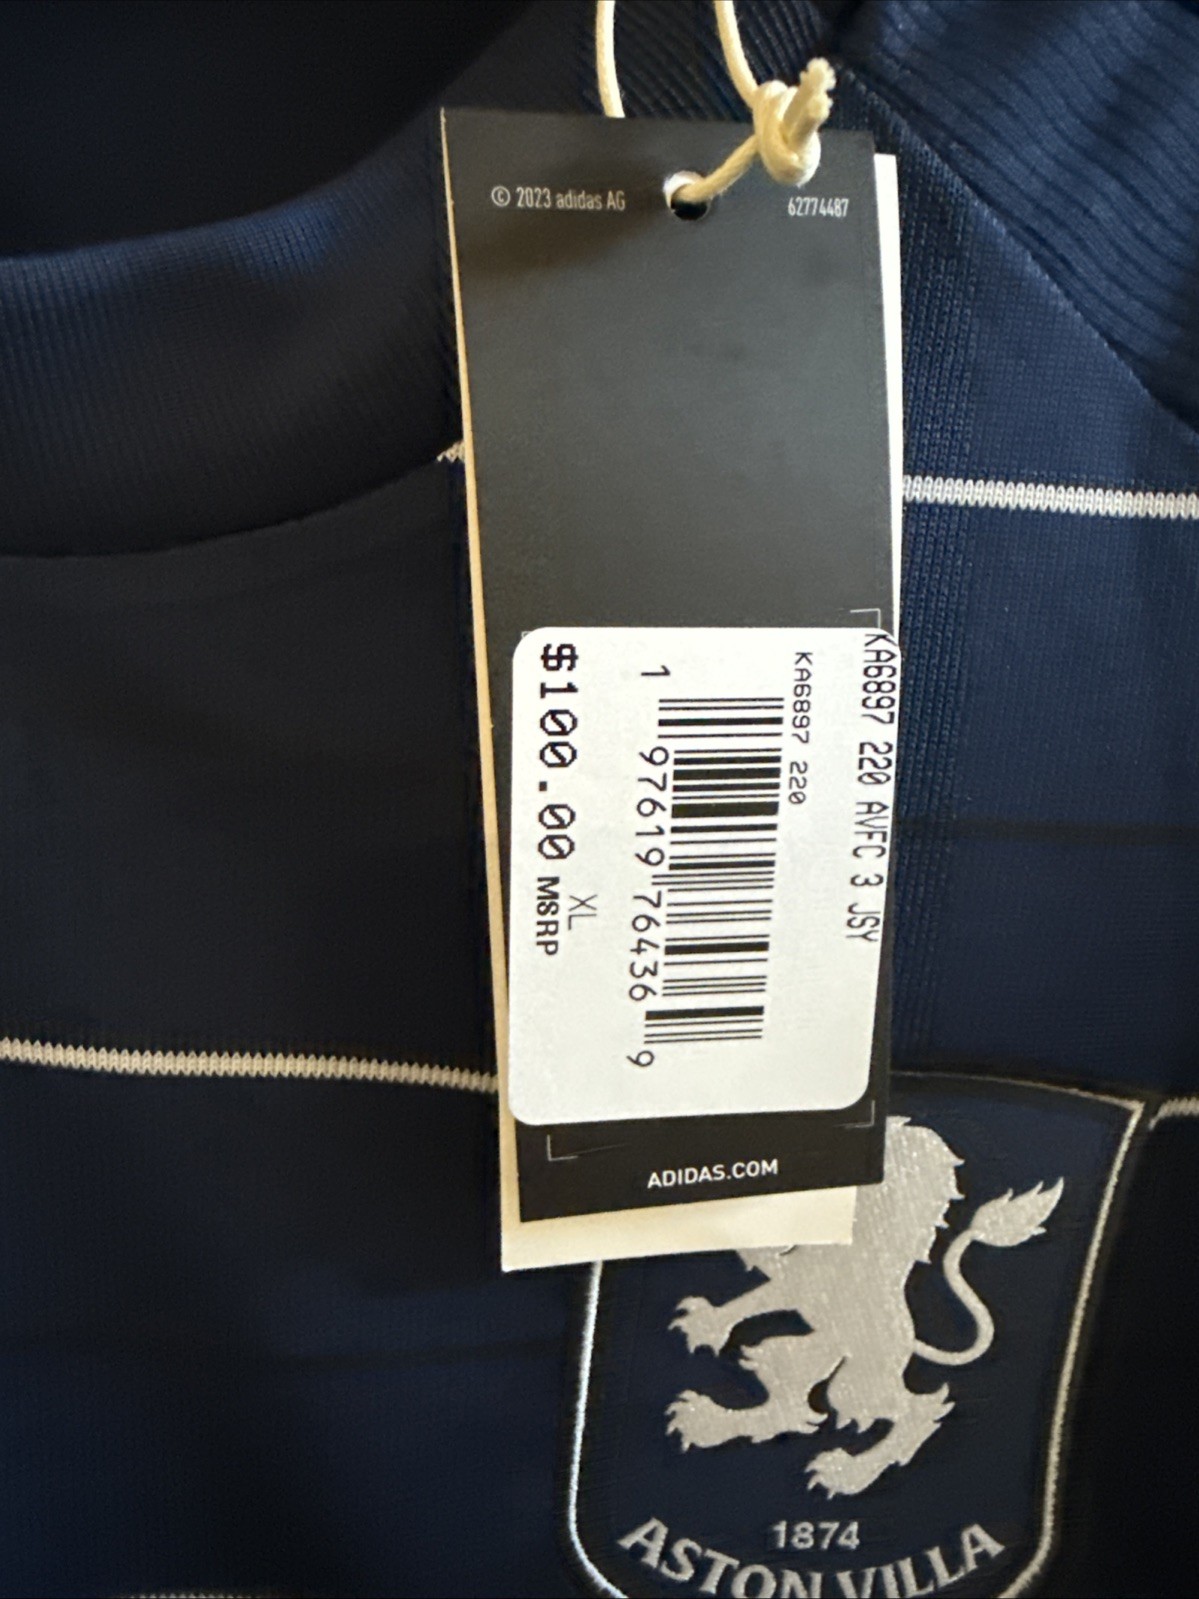 © 2023 adidas AG
62774487
KA6897 220 AVFC 3 JSY
KA6897 220
1 97619 76436 9
XL
$100.00 MSRP
ADIDAS.COM
1874
ASTON VILLA